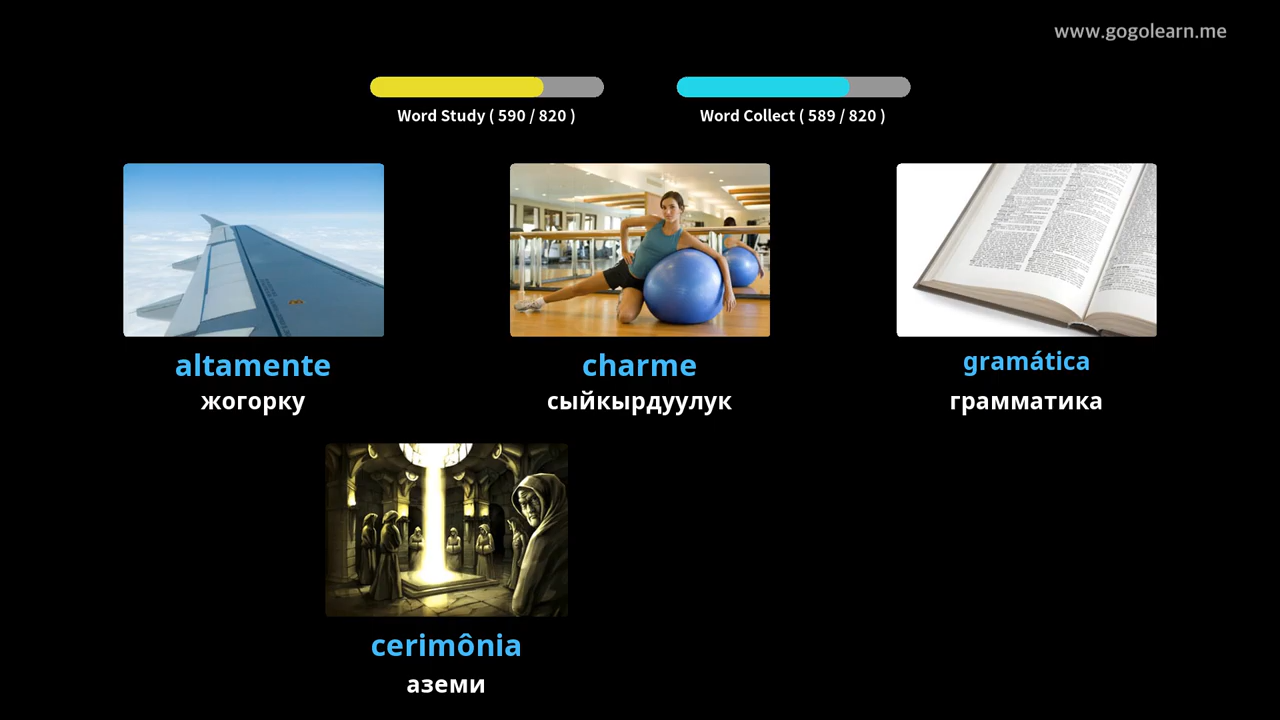 www.gogolearn.me
Word Study ( 590 / 820 )
Word Collect ( 589 / 820 )
altamente
жогорку
charme
сыйкырдуулук
gramática
грамматика
cerimônia
аземи